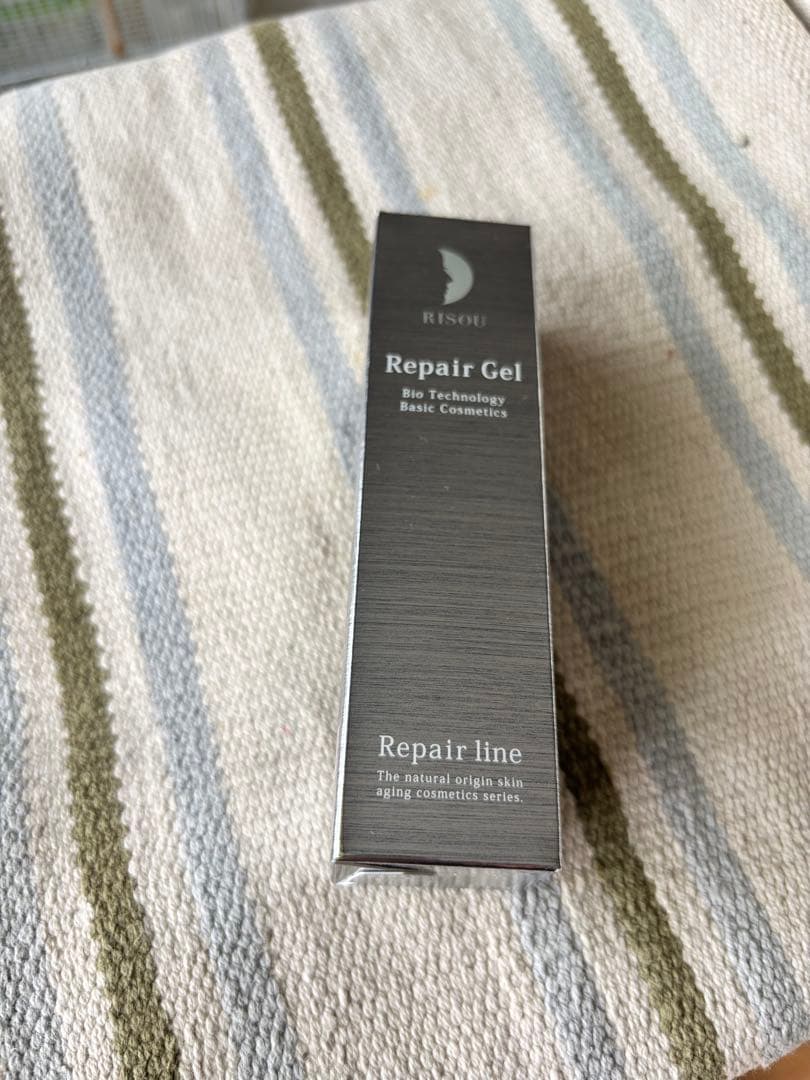 RISOU
Repair Gel
Bio Technology
Basic Cosmetics
Repair line
The natural origin skin
aging cosmetics series.